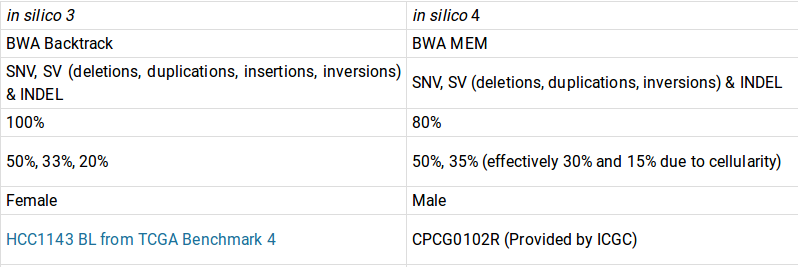 in silico 3
in silico 4
BWA Backtrack
BWA MEM
SNV, SV (deletions, duplications, insertions, inversions)
& INDEL
SNV, SV (deletions, duplications, inversions) & INDEL
100%
80%
50%, 33%, 20%
50%, 35% (effectively 30% and 15% due to cellularity)
Female
Male
HCC1143 BL from TCGA Benchmark 4
CPCG0102R (Provided by ICGC)